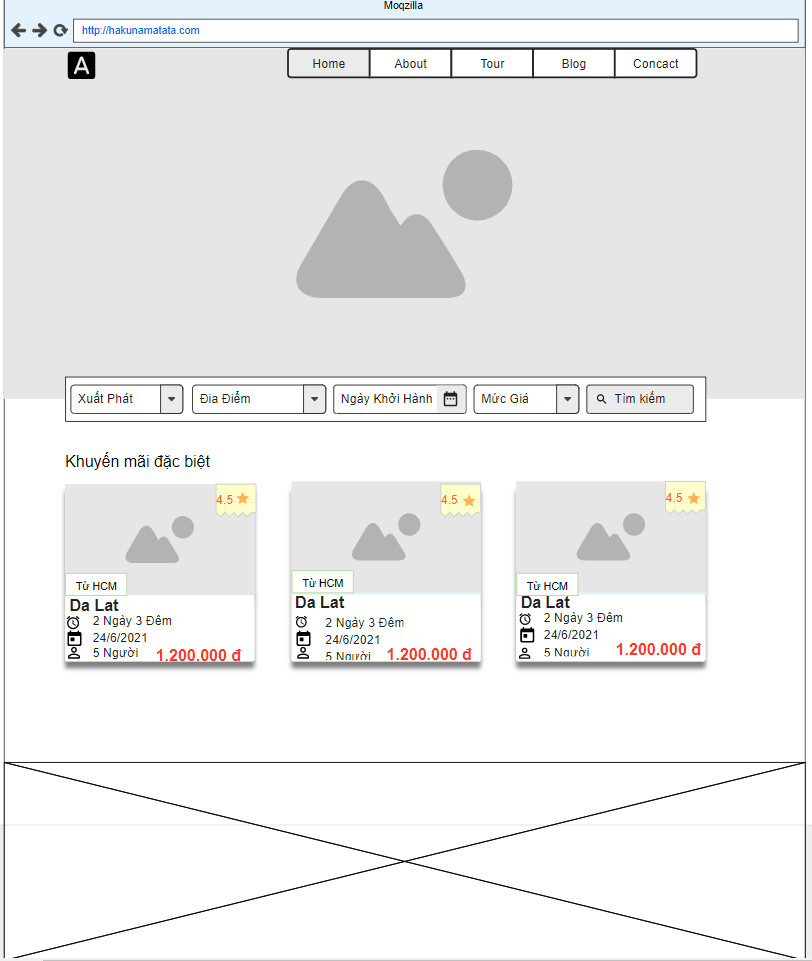 Moqzilla
http://hakunamatata.com
A
Home About Tour Blog Concact
Xuất Phát Đia Điểm Ngày Khởi Hành Mức Giá Tìm kiếm
Khuyến mãi đặc biệt
4.5
Từ HCM
Da Lat
2 Ngày 3 Đêm
24/6/2021
5 Người
1.200.000 đ
4.5
Từ HCM
Da Lat
2 Ngày 3 Đêm
24/6/2021
5 Người
1.200.000 đ
4.5
Từ HCM
Da Lat
2 Ngày 3 Đêm
24/6/2021
5 Người
1.200.000 đ